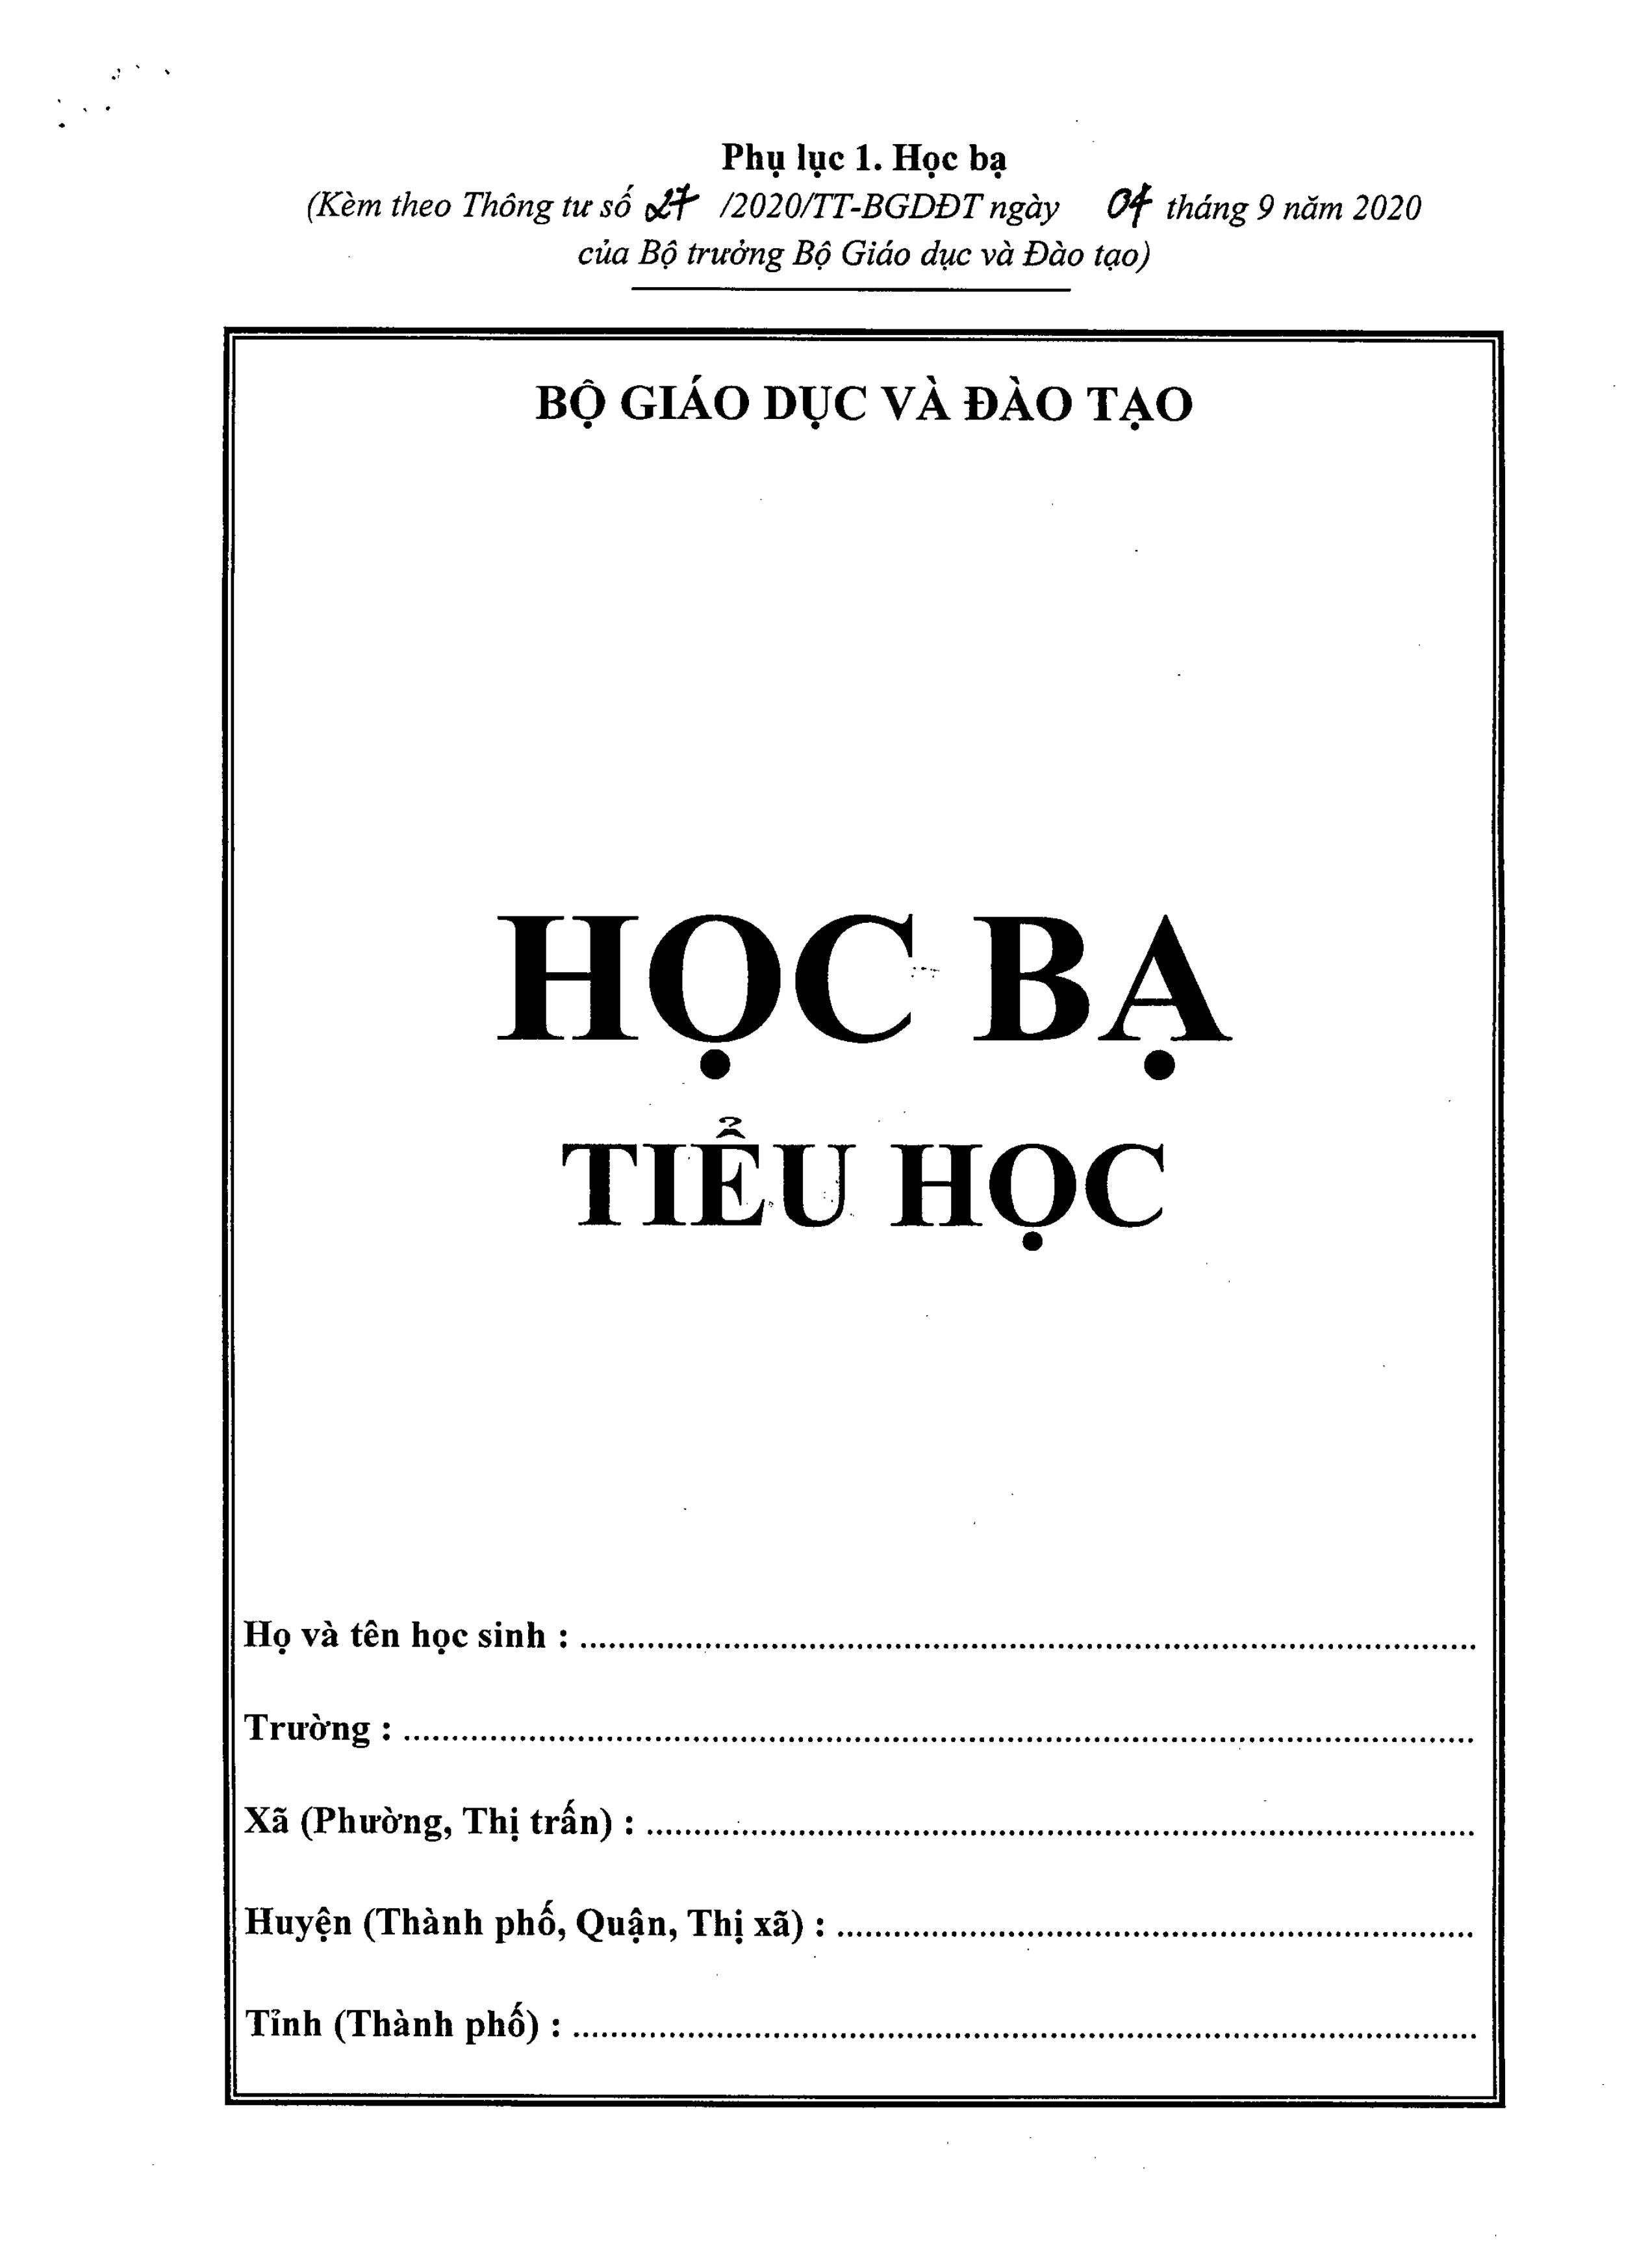 Phụ lục 1. Học bạ
(Kèm theo Thông tư số 27 /2020/TT-BGDĐT ngày 04 tháng 9 năm 2020
của Bộ trưởng Bộ Giáo dục và Đào tạo)
BỘ GIÁO DỤC VÀ ĐÀO TẠO
HỌC BẠ
TIỂU HỌC
Họ và tên học sinh : ........................................
Trường : ........................................
Xã (Phường, Thị trấn) : ........................................
Huyện (Thành phố, Quận, Thị xã) : ........................................
Tỉnh (Thành phố) : ........................................